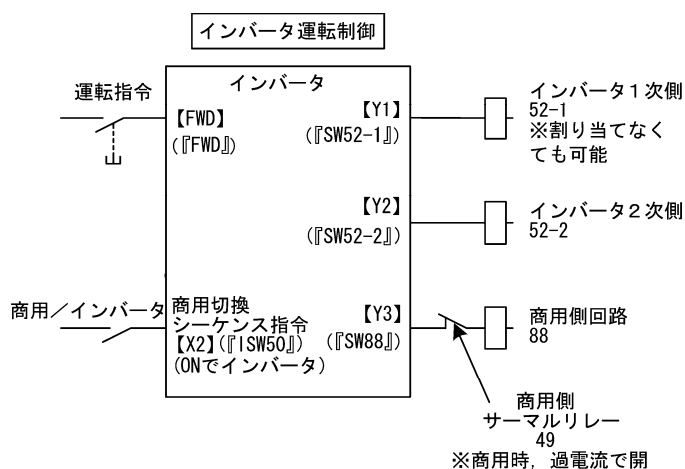 インバータ運転制御
インバータ
運転指令
【FWD】
(『FWD』)
【Y1】
(『SW52-1』)
インバータ１次側
52-1
※割り当てなく
ても可能
【Y2】
(『SW52-2』)
インバータ２次側
52-2
商用／インバータ
商用切換
シーケンス指令
【X2】(『ISW50』)
(ONでインバータ)
【Y3】
(『SW88』)
商用側回路
88
商用側
サーマルリレー
49
※商用時，過電流で開